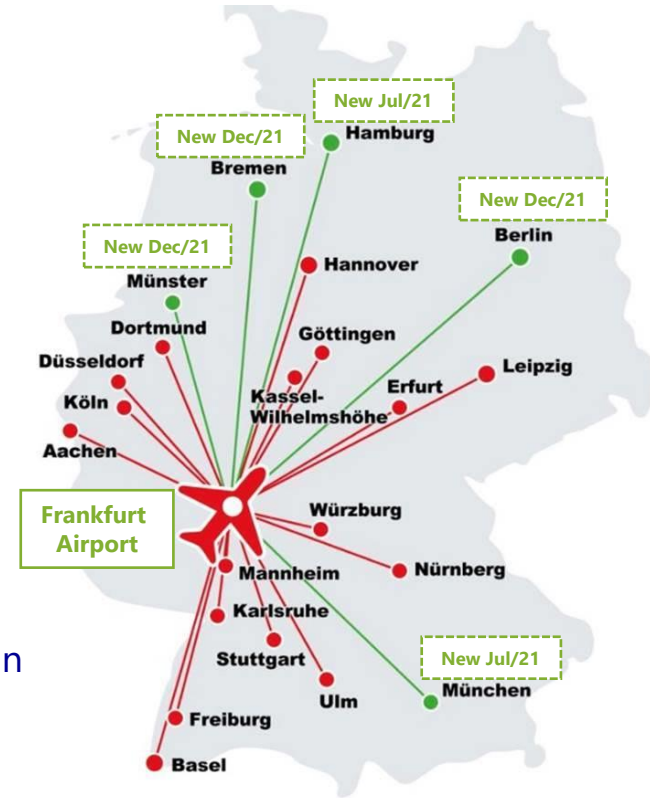 New Jul/21
Hamburg
New Dec/21
Bremen
New Dec/21
Berlin
New Dec/21
Münster
Hannover
Dortmund
Göttingen
Düsseldorf
Leipzig
Köln
Kassel-
Wilhelmshöhe
Erfurt
Aachen
Frankfurt
Airport
Würzburg
Mannheim
Nürnberg
Karlsruhe
n
Stuttgart
New Jul/21
München
Ulm
Freiburg
Basel